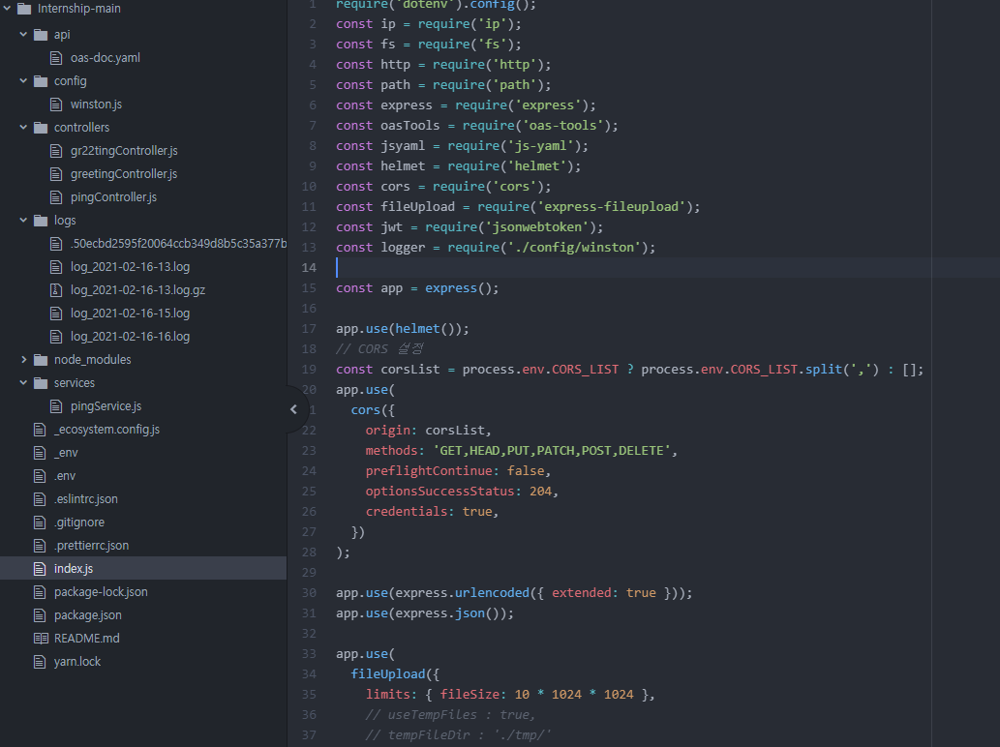 Internship-main
api
oas-doc.yaml
config
winston.js
controllers
gr22tingController.js
greetingController.js
pingController.js
logs
.50ecbd2595f20064ccb349d8b5c35a377b
log_2021-02-16-13.log
log_2021-02-16-13.log.gz
log_2021-02-16-15.log
log_2021-02-16-16.log
node_modules
services
pingService.js
_ecosystem.config.js
_env
.env
.eslintrc.json
.gitignore
.prettierrc.json
index.js
package-lock.json
package.json
README.md
yarn.lock
1 require('dotenv').config();
2 const ip = require('ip');
3 const fs = require('fs');
4 const http = require('http');
5 const path = require('path');
6 const express = require('express');
7 const oasTools = require('oas-tools');
8 const jsyaml = require('js-yaml');
9 const helmet = require('helmet');
10 const cors = require('cors');
11 const fileUpload = require('express-fileupload');
12 const jwt = require('jsonwebtoken');
13 const logger = require('./config/winston');
14
15 const app = express();
16
17 app.use(helmet());
18 // CORS 설정
19 const corsList = process.env.CORS_LIST ? process.env.CORS_LIST.split(',') : [];
20 app.use(
21 cors({
22 origin: corsList,
23 methods: 'GET,HEAD,PUT,PATCH,POST,DELETE',
24 preflightContinue: false,
25 optionsSuccessStatus: 204,
26 credentials: true,
27 })
28 );
29
30 app.use(express.urlencoded({ extended: true }));
31 app.use(express.json());
32
33 app.use(
34 fileUpload({
35 limits: { fileSize: 10 * 1024 * 1024 },
36 // useTempFiles : true,
37 // tempFileDir : './tmp/'